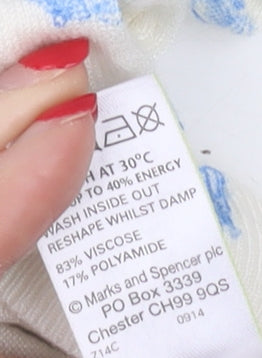 AT 30°C
UP TO 40% ENERGY
WASH INSIDE OUT
RESHAPE WHILST DAMP
83% VISCOSE
17% POLYAMIDE
© Marks and Spencer plc
PO Box 3339
Chester CH99 9QS
714C 0914